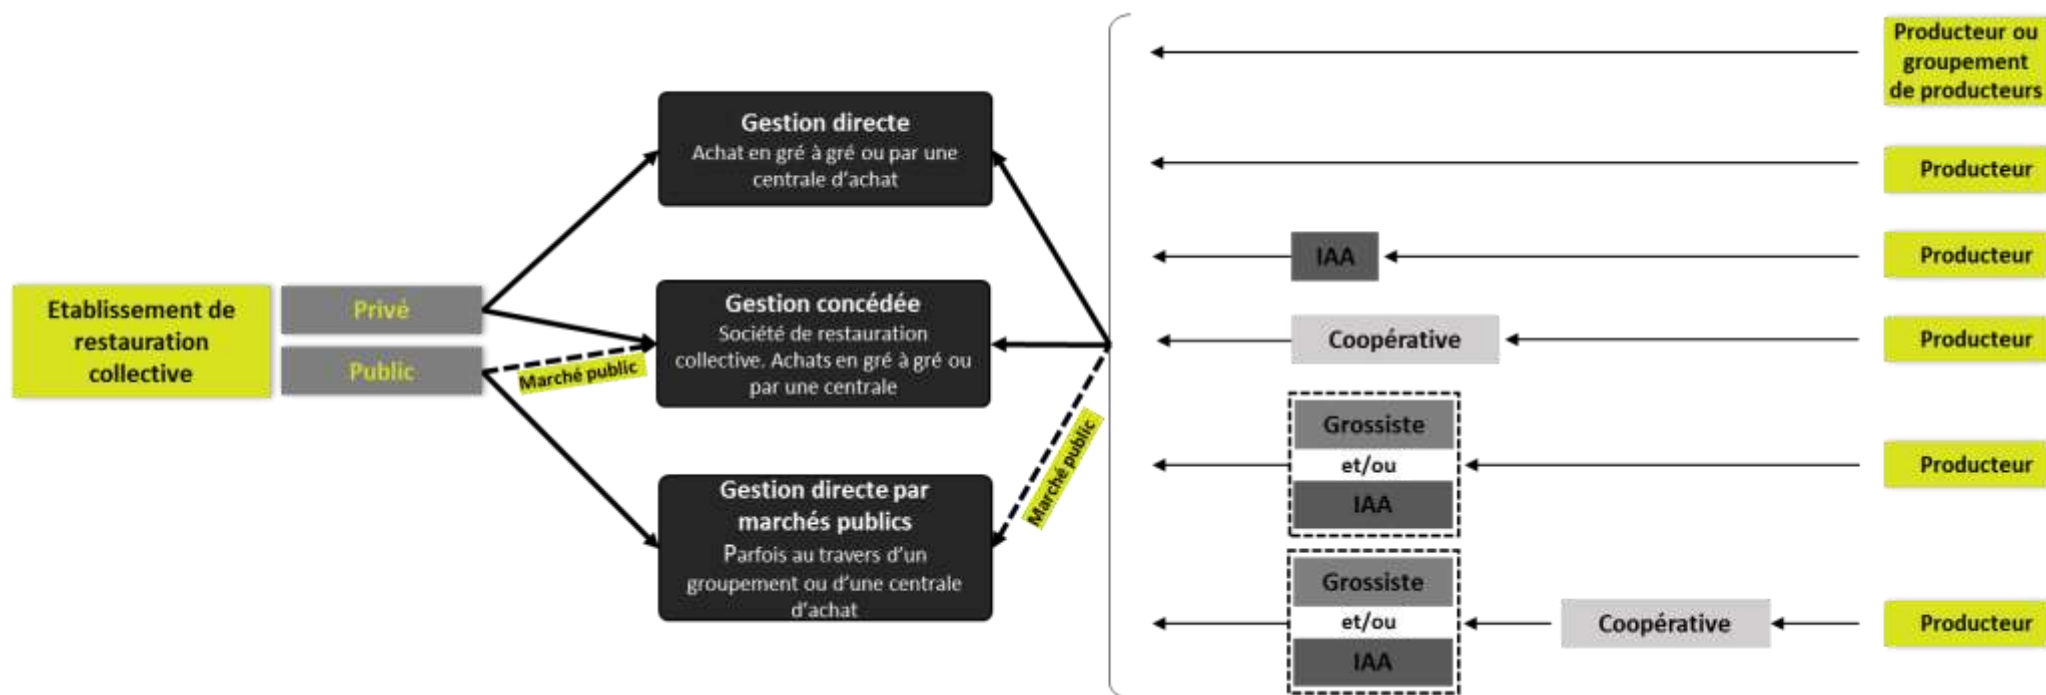 Etablissement de
restauration
collective
Privé
Public
Marché public
Gestion directe
Achat en gré à gré ou par une
centrale d'achat
Gestion concédée
Société de restauration
collective. Achats en gré à gré ou
par une centrale
Gestion directe par
marchés publics
Parfois au travers d'un
groupement ou d'une centrale
d'achat
Marché public
Producteur ou
groupement
de producteurs
Producteur
IAA
Producteur
Coopérative
Producteur
Grossiste
et/ou
IAA
Producteur
Grossiste
et/ou
IAA
Coopérative
Producteur